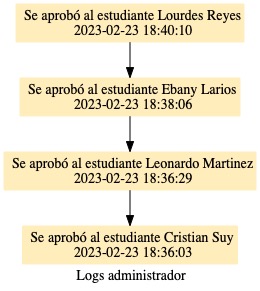 Se aprobó al estudiante Lourdes Reyes
2023-02-23 18:40:10
Se aprobó al estudiante Ebany Larios
2023-02-23 18:38:06
Se aprobó al estudiante Leonardo Martinez
2023-02-23 18:36:29
Se aprobó al estudiante Cristian Suy
2023-02-23 18:36:03
Logs administrador